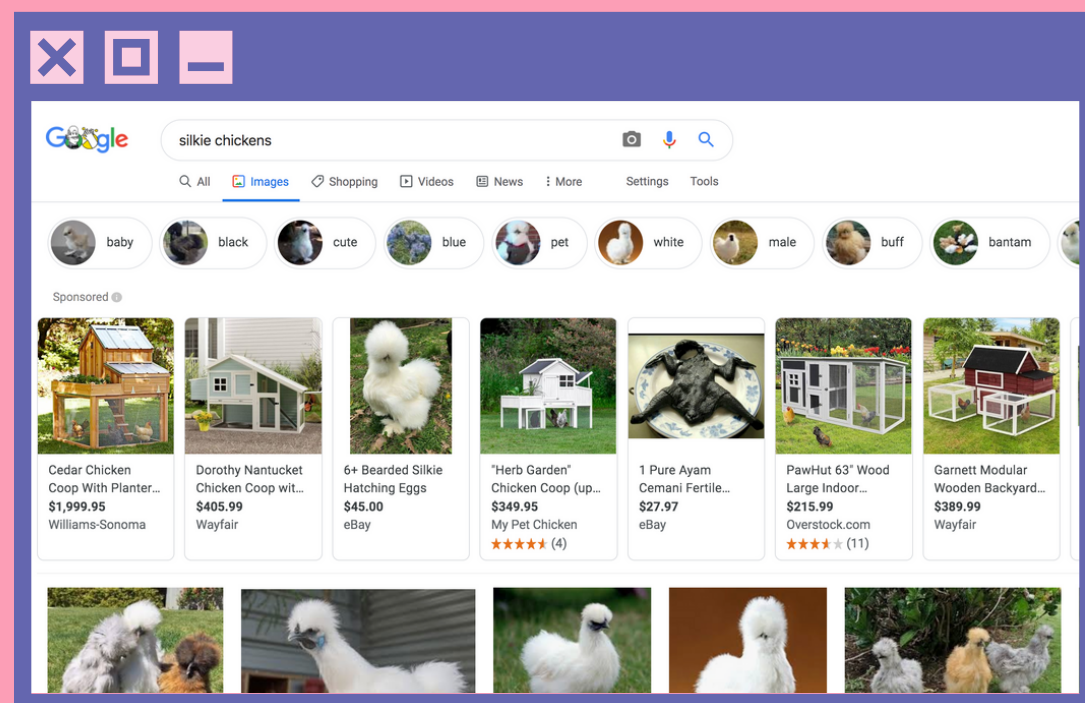 Google
silkie chickens
All Images Shopping Videos News More Settings Tools
baby black cute blue pet white male buff bantam
Sponsored
Cedar Chicken
Coop With Planter...
$1,999.95
Williams-Sonoma
Dorothy Nantucket
Chicken Coop wit...
$405.99
Wayfair
6+ Bearded Silkie
Hatching Eggs
$45.00
eBay
"Herb Garden"
Chicken Coop (up...
$349.95
My Pet Chicken
(4)
1 Pure Ayam
Cemani Fertile...
$27.97
eBay
PawHut 63" Wood
Large Indoor...
$215.99
Overstock.com
(11)
Garnett Modular
Wooden Backyard...
$389.99
Wayfair